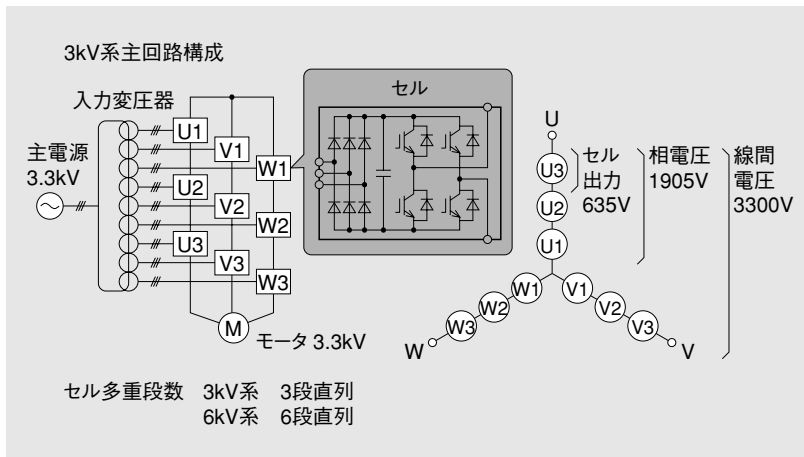 3kV系主回路構成
入力変圧器
主電源
3.3kV
U1
V1
W1
U2
V2
W2
U3
V3
W3
M
モータ 3.3kV
セル
U
U3
U2
U1
セル
出力
635V
相電圧
1905V
線間
電圧
3300V
W1
W2
W3
W
V1
V2
V3
V
セル多重段数 3kV系 3段直列
6kV系 6段直列